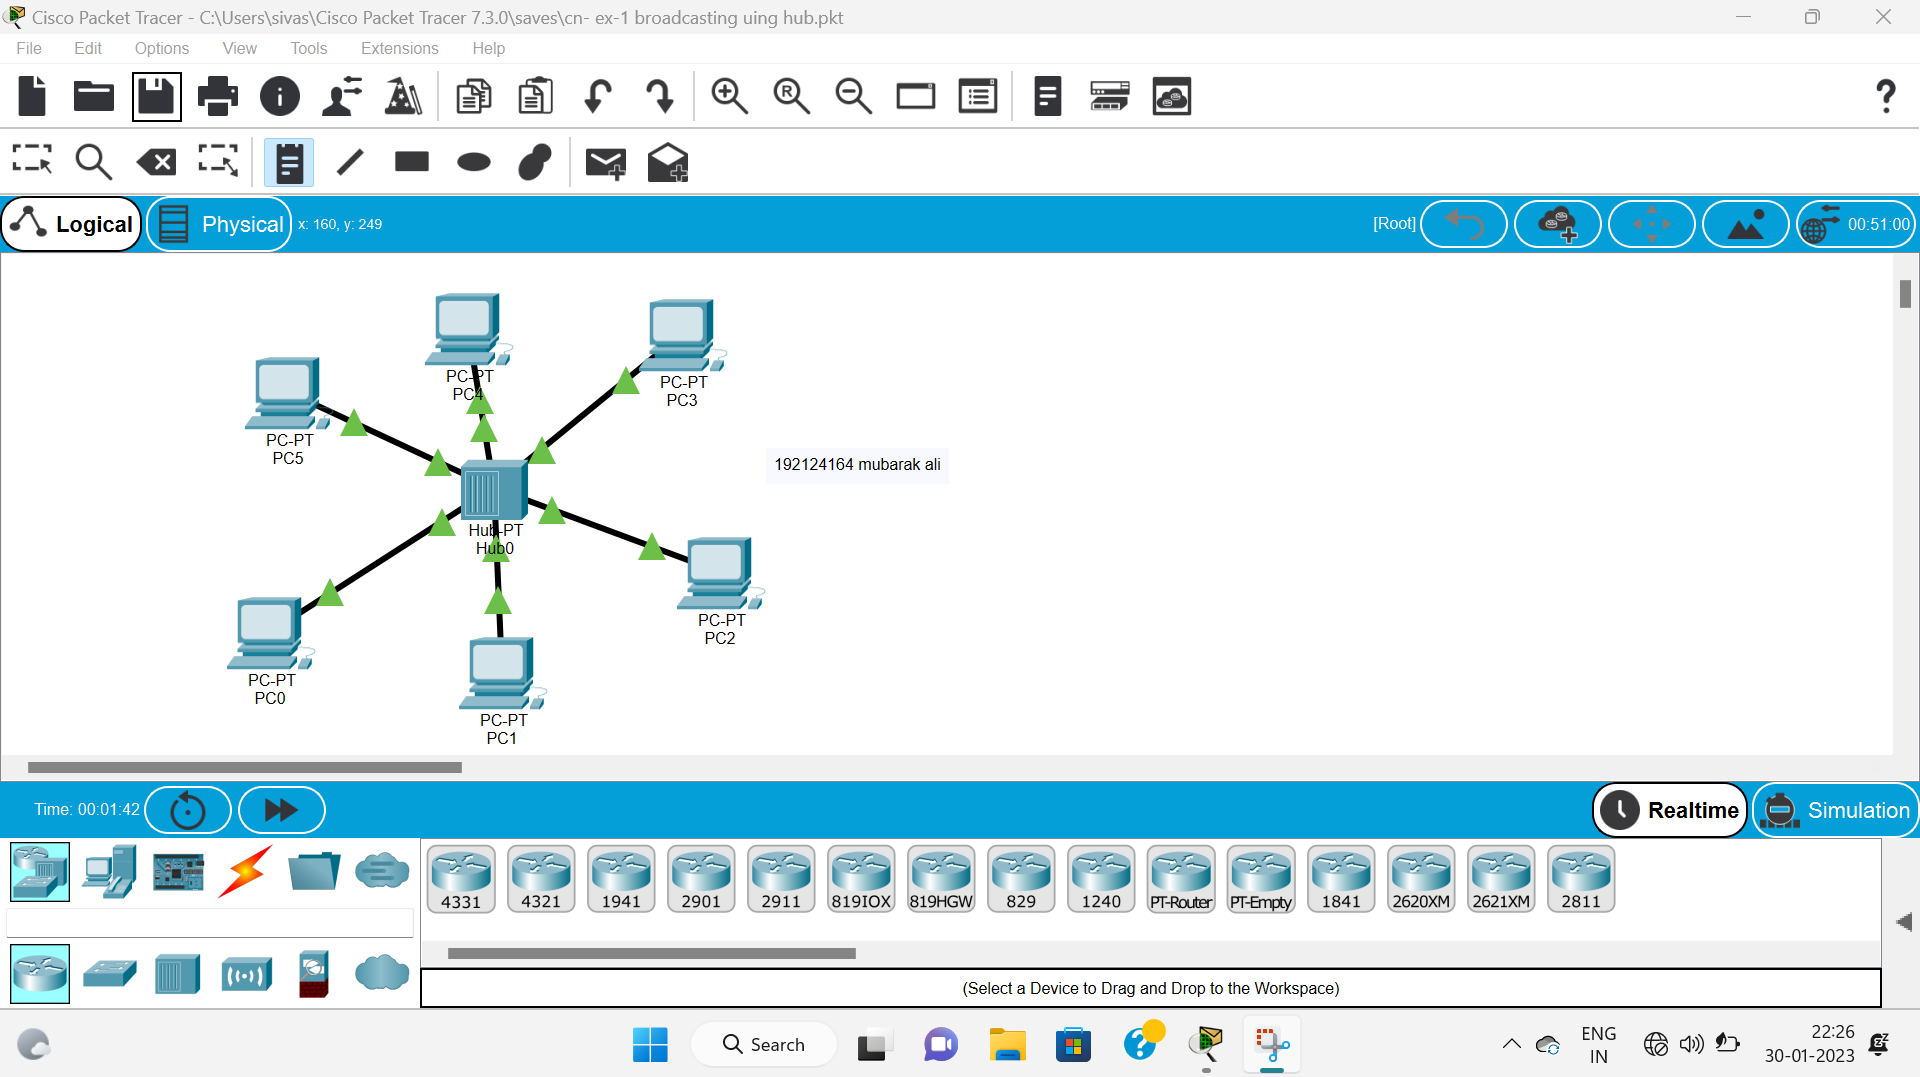 Cisco Packet Tracer - C:\Users\sivas\Cisco Packet Tracer 7.3.0\saves\cn- ex-1 broadcasting uing hub.pkt
File Edit Options View Tools Extensions Help
Logical Physical x: 160, y: 249 [Root] 00:51:00
PC-PT
PC4
PC-PT
PC3
PC-PT
PC5
192124164 mubarak ali
Hub-PT
Hub0
PC-PT
PC2
PC-PT
PC0
PC-PT
PC1
Time: 00:01:42 Realtime Simulation
4331 4321 1941 2901 2911 819IOX 819HGW 829 1240 PT-Router PT-Empty 1841 2620XM 2621XM 2811
(Select a Device to Drag and Drop to the Workspace)
Search
ENG
IN
22:26
30-01-2023